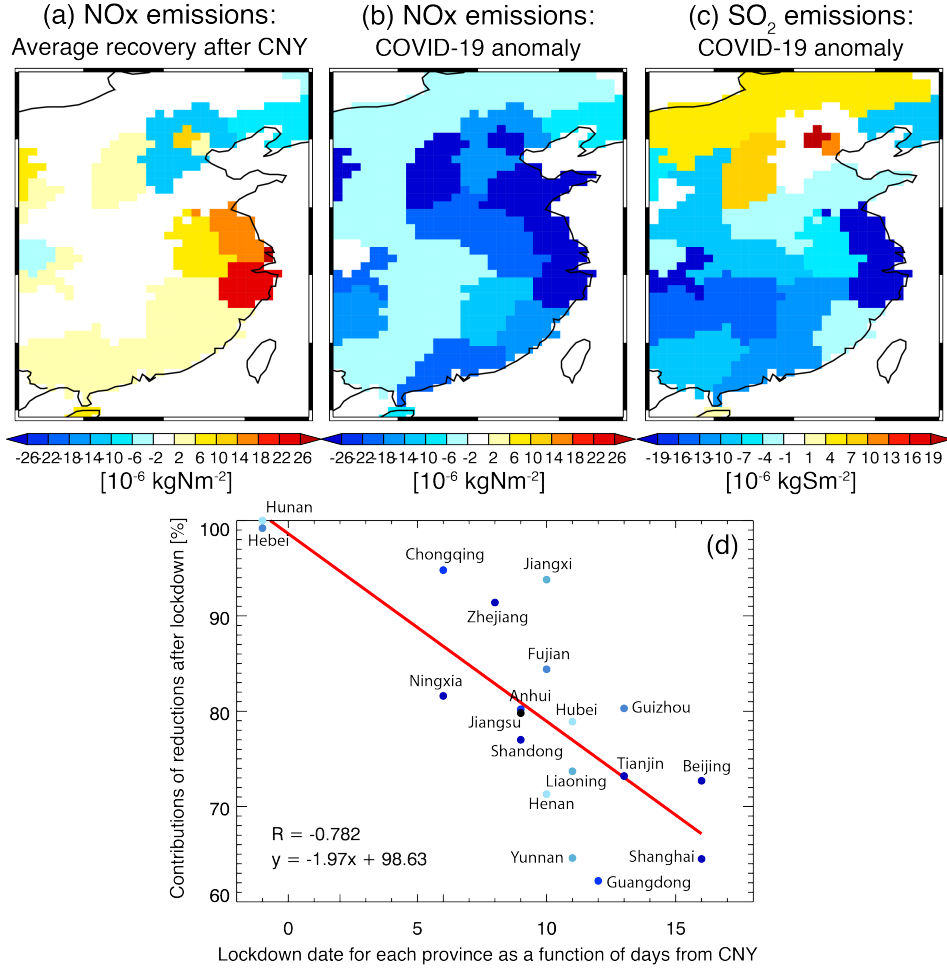 (a) NOx emissions:
Average recovery after CNY
(b) NOx emissions:
COVID-19 anomaly
(c) SO2 emissions:
COVID-19 anomaly
-26-22-18-14-10 -6 -2 2 6 10 14 18 22 26
[10-6 kgNm-2]
-26-22-18-14-10 -6 -2 2 6 10 14 18 22 26
[10-6 kgNm-2]
-19-16-13-10 -7 -4 -1 1 4 7 10 13 16 19
[10-6 kgSm-2]
(d)
Contributions of reductions after lockdown [%]
100
90
80
70
60
Hunan
Hebei
Chongqing
Jiangxi
Zhejiang
Fujian
Ningxia
Anhui
Jiangsu
Hubei
Guizhou
Shandong
Tianjin
Beijing
Liaoning
Henan
Yunnan
Shanghai
Guangdong
R = -0.782
y = -1.97x + 98.63
0 5 10 15
Lockdown date for each province as a function of days from CNY